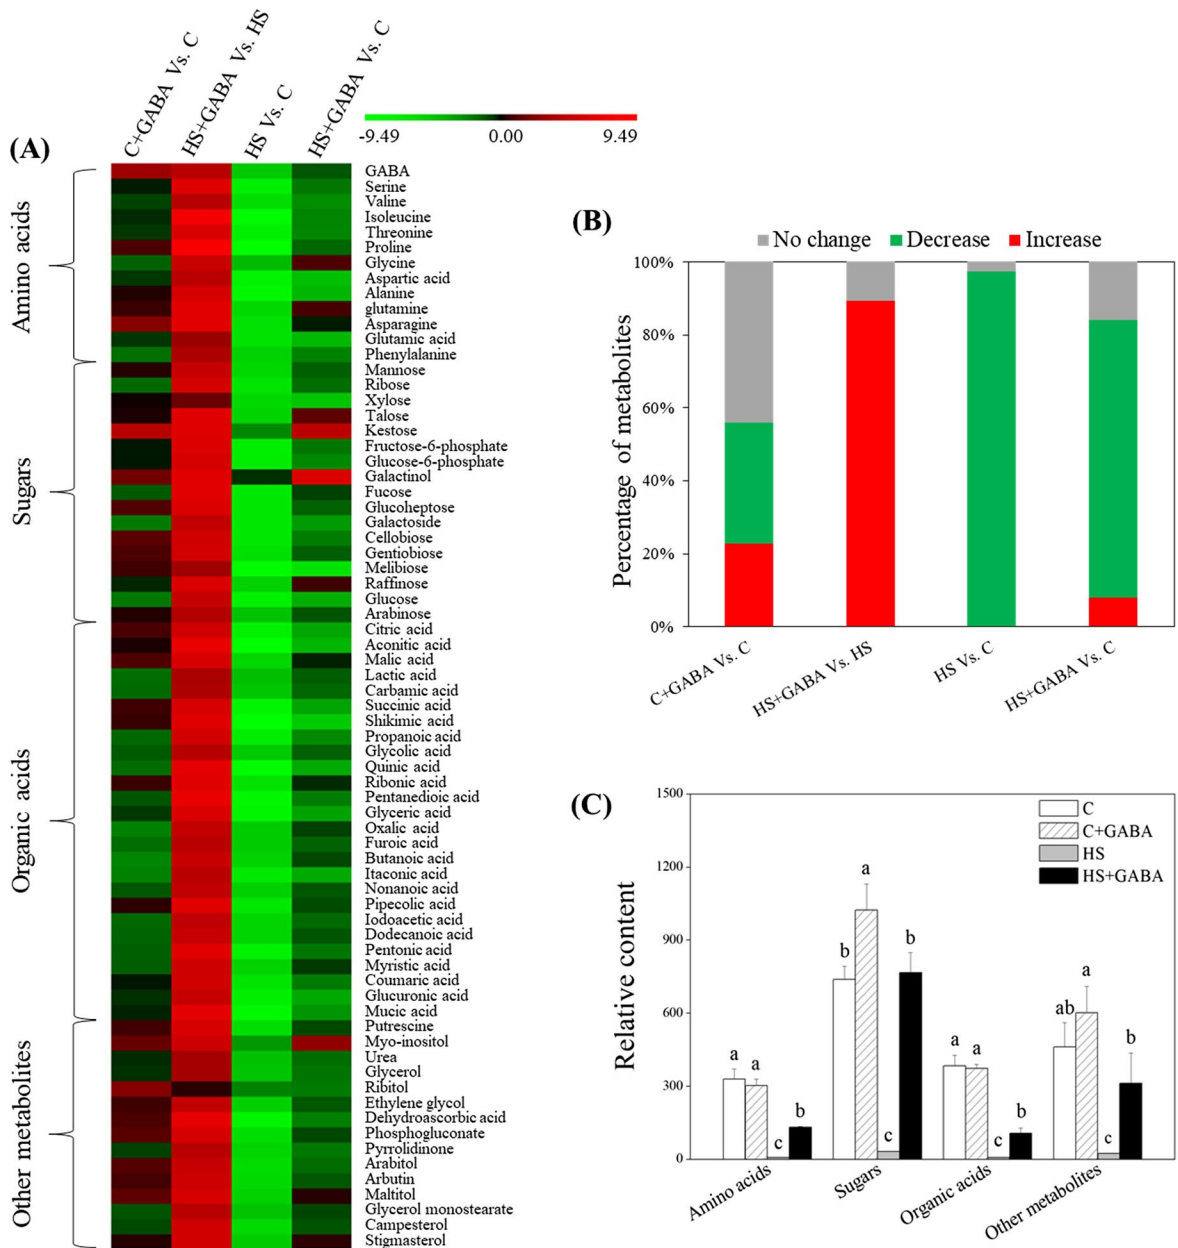 (A)
C+GABA Vs. C
HS+GABA Vs. HS
HS Vs. C
HS+GABA Vs. C
-9.49
0.00
9.49
Amino acids
Sugars
Organic acids
Other metabolites
GABA
Serine
Valine
Isoleucine
Threonine
Proline
Glycine
Aspartic acid
Alanine
glutamine
Asparagine
Glutamic acid
Phenylalanine
Mannose
Ribose
Xylose
Talose
Kestose
Fructose-6-phosphate
Glucose-6-phosphate
Galactinol
Fucose
Glucoheptose
Galactoside
Cellobiose
Gentiobiose
Melibiose
Raffinose
Glucose
Arabinose
Citric acid
Aconitic acid
Malic acid
Lactic acid
Carbamic acid
Succinic acid
Shikimic acid
Propanoic acid
Glycolic acid
Quinic acid
Ribonic acid
Pentanedioic acid
Glyceric acid
Oxalic acid
Furoic acid
Butanoic acid
Itaconic acid
Nonanoic acid
Pipecolic acid
Iodoacetic acid
Dodecanoic acid
Pentonic acid
Myristic acid
Coumaric acid
Glucuronic acid
Mucic acid
Putrescine
Myo-inositol
Urea
Glycerol
Ribitol
Ethylene glycol
Dehydroascorbic acid
Phosphogluconate
Pyrrolidinone
Arabitol
Arbutin
Maltitol
Glycerol monostearate
Campesterol
Stigmasterol
(B)
No change
Decrease
Increase
Percentage of metabolites
100%
80%
60%
40%
20%
0%
C+GABA Vs. C
HS+GABA Vs. HS
HS Vs. C
HS+GABA Vs. C
(C)
Relative content
1500
1200
900
600
300
0
C
C+GABA
HS
HS+GABA
a
a
c
b
b
a
c
b
a
a
c
b
ab
a
c
b
Amino acids
Sugars
Organic acids
Other metabolites